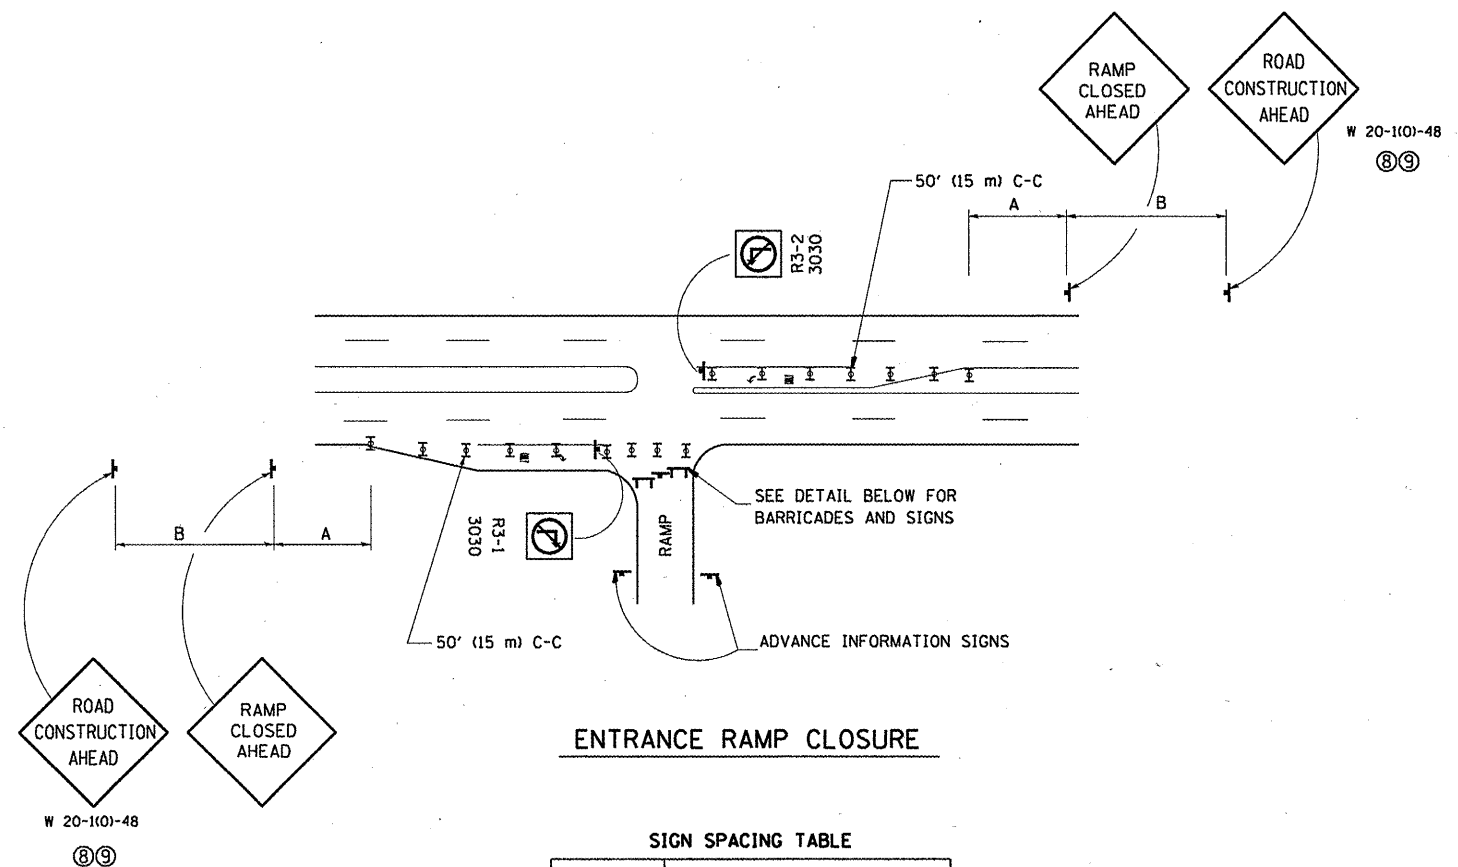 RAMP
CLOSED
AHEAD
ROAD
CONSTRUCTION
AHEAD
W 20-1(O)-48
⑧⑨
50' (15 m) C-C
A
B
R3-2
3030
SEE DETAIL BELOW FOR
BARRICADES AND SIGNS
RAMP
B
A
R3-1
3030
50' (15 m) C-C
ADVANCE INFORMATION SIGNS
ROAD
CONSTRUCTION
AHEAD
RAMP
CLOSED
AHEAD
W 20-1(O)-48
⑧⑨
ENTRANCE RAMP CLOSURE
SIGN SPACING TABLE